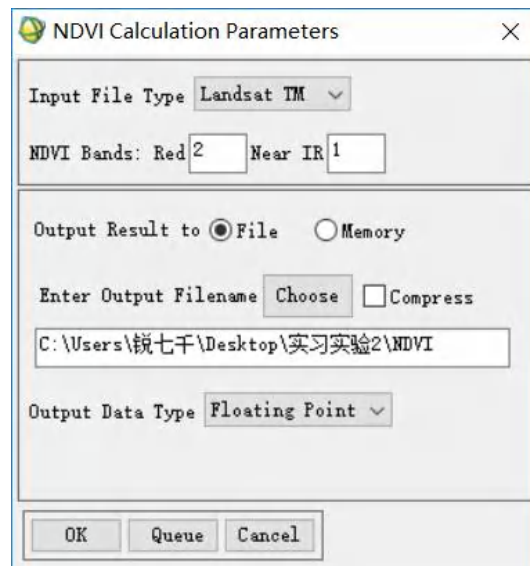 NDVI Calculation Parameters
Input File Type Landsat TM
NDVI Bands: Red 2 Near IR 1
Output Result to File Memory
Enter Output Filename Choose Compress
C:\Users\锐七千\Desktop\实习实验2\NDVI
Output Data Type Floating Point
OK Queue Cancel